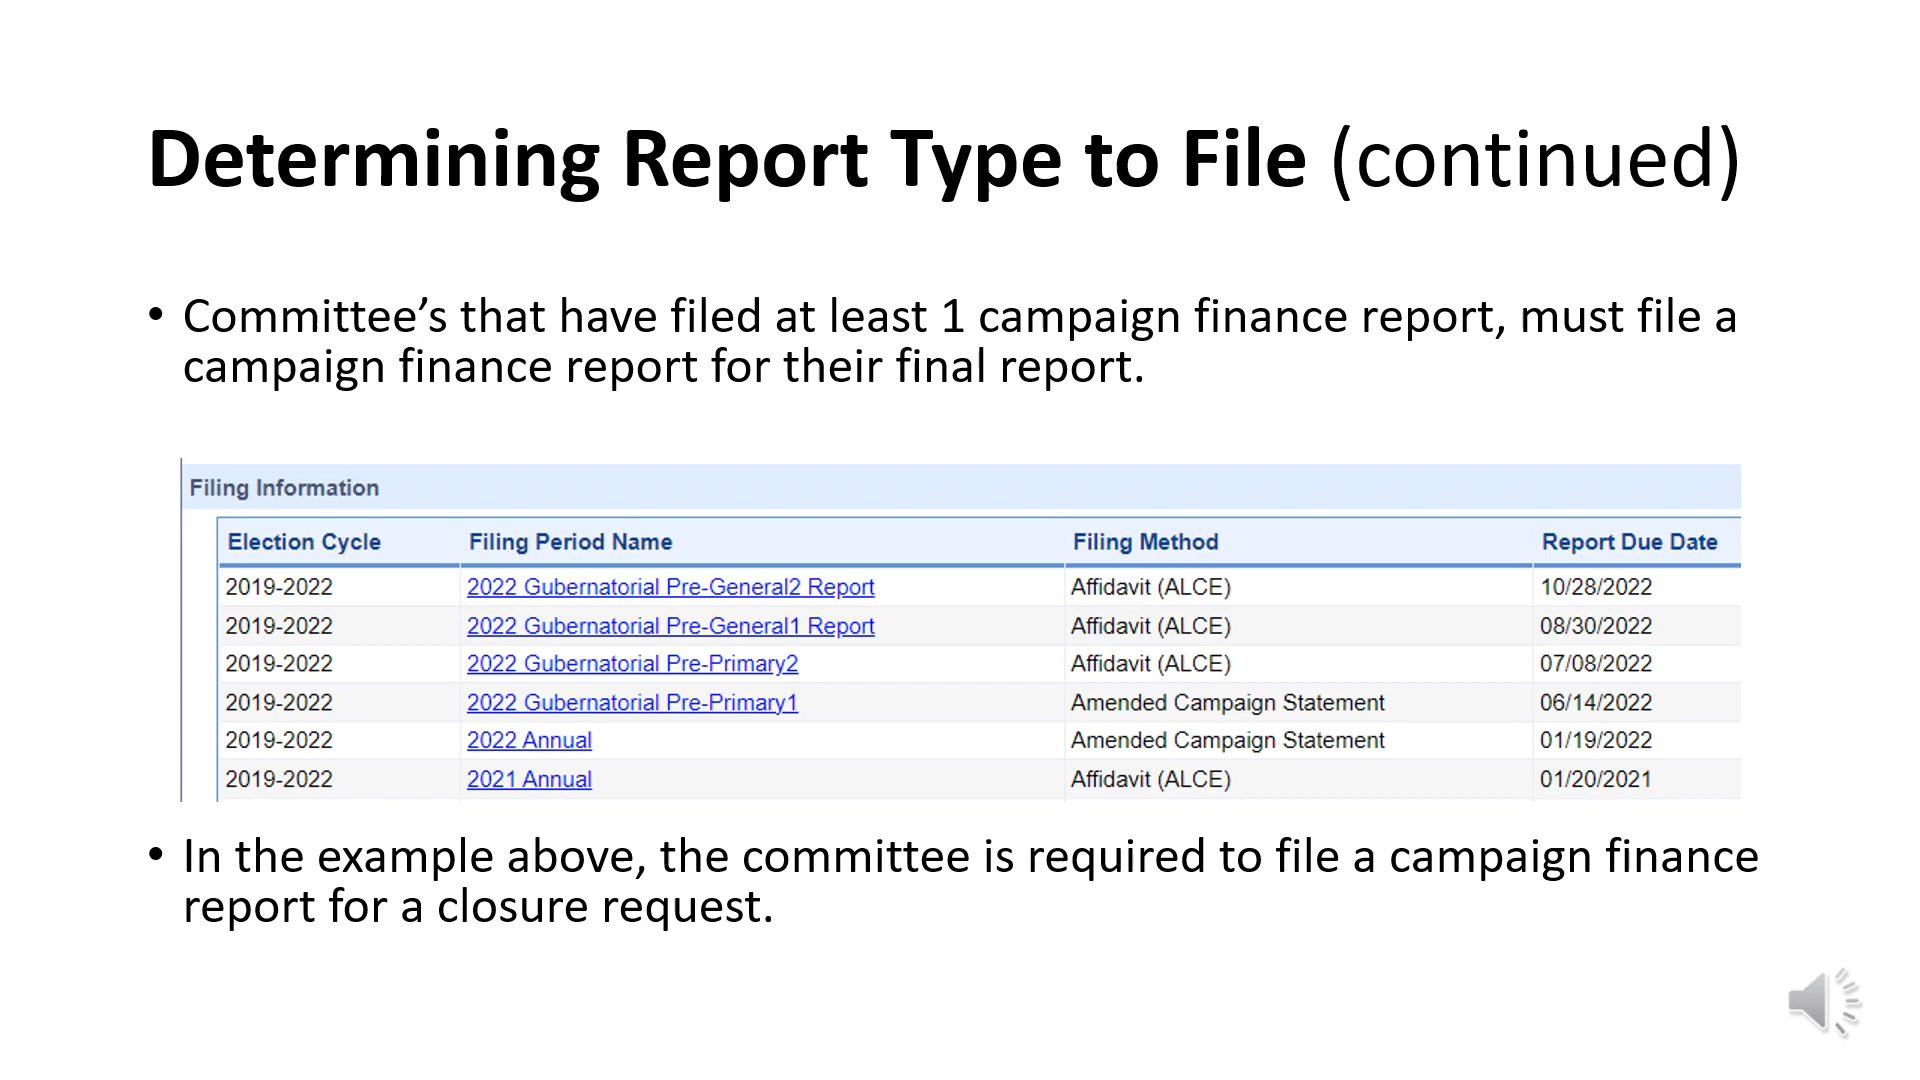 Determining Report Type to File (continued)
• Committee’s that have filed at least 1 campaign finance report, must file a
campaign finance report for their final report.
Filing Information
Election Cycle Filing Period Name Filing Method Report Due Date
2019-2022 2022 Gubernatorial Pre-General2 Report Affidavit (ALCE) 10/28/2022
2019-2022 2022 Gubernatorial Pre-General1 Report Affidavit (ALCE) 08/30/2022
2019-2022 2022 Gubernatorial Pre-Primary2 Affidavit (ALCE) 07/08/2022
2019-2022 2022 Gubernatorial Pre-Primary1 Amended Campaign Statement 06/14/2022
2019-2022 2022 Annual Amended Campaign Statement 01/19/2022
2019-2022 2021 Annual Affidavit (ALCE) 01/20/2021
• In the example above, the committee is required to file a campaign finance
report for a closure request.